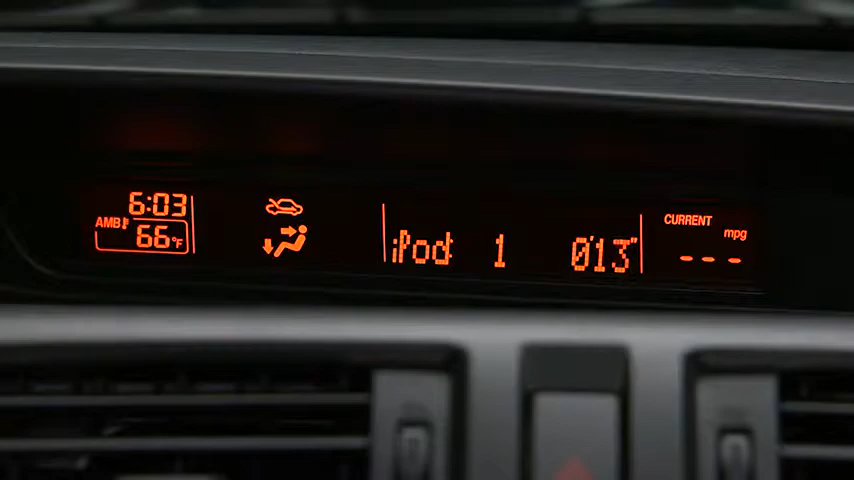 6:03
AMB 66°F
iPod 1 0'13"
CURRENT
mpg
---